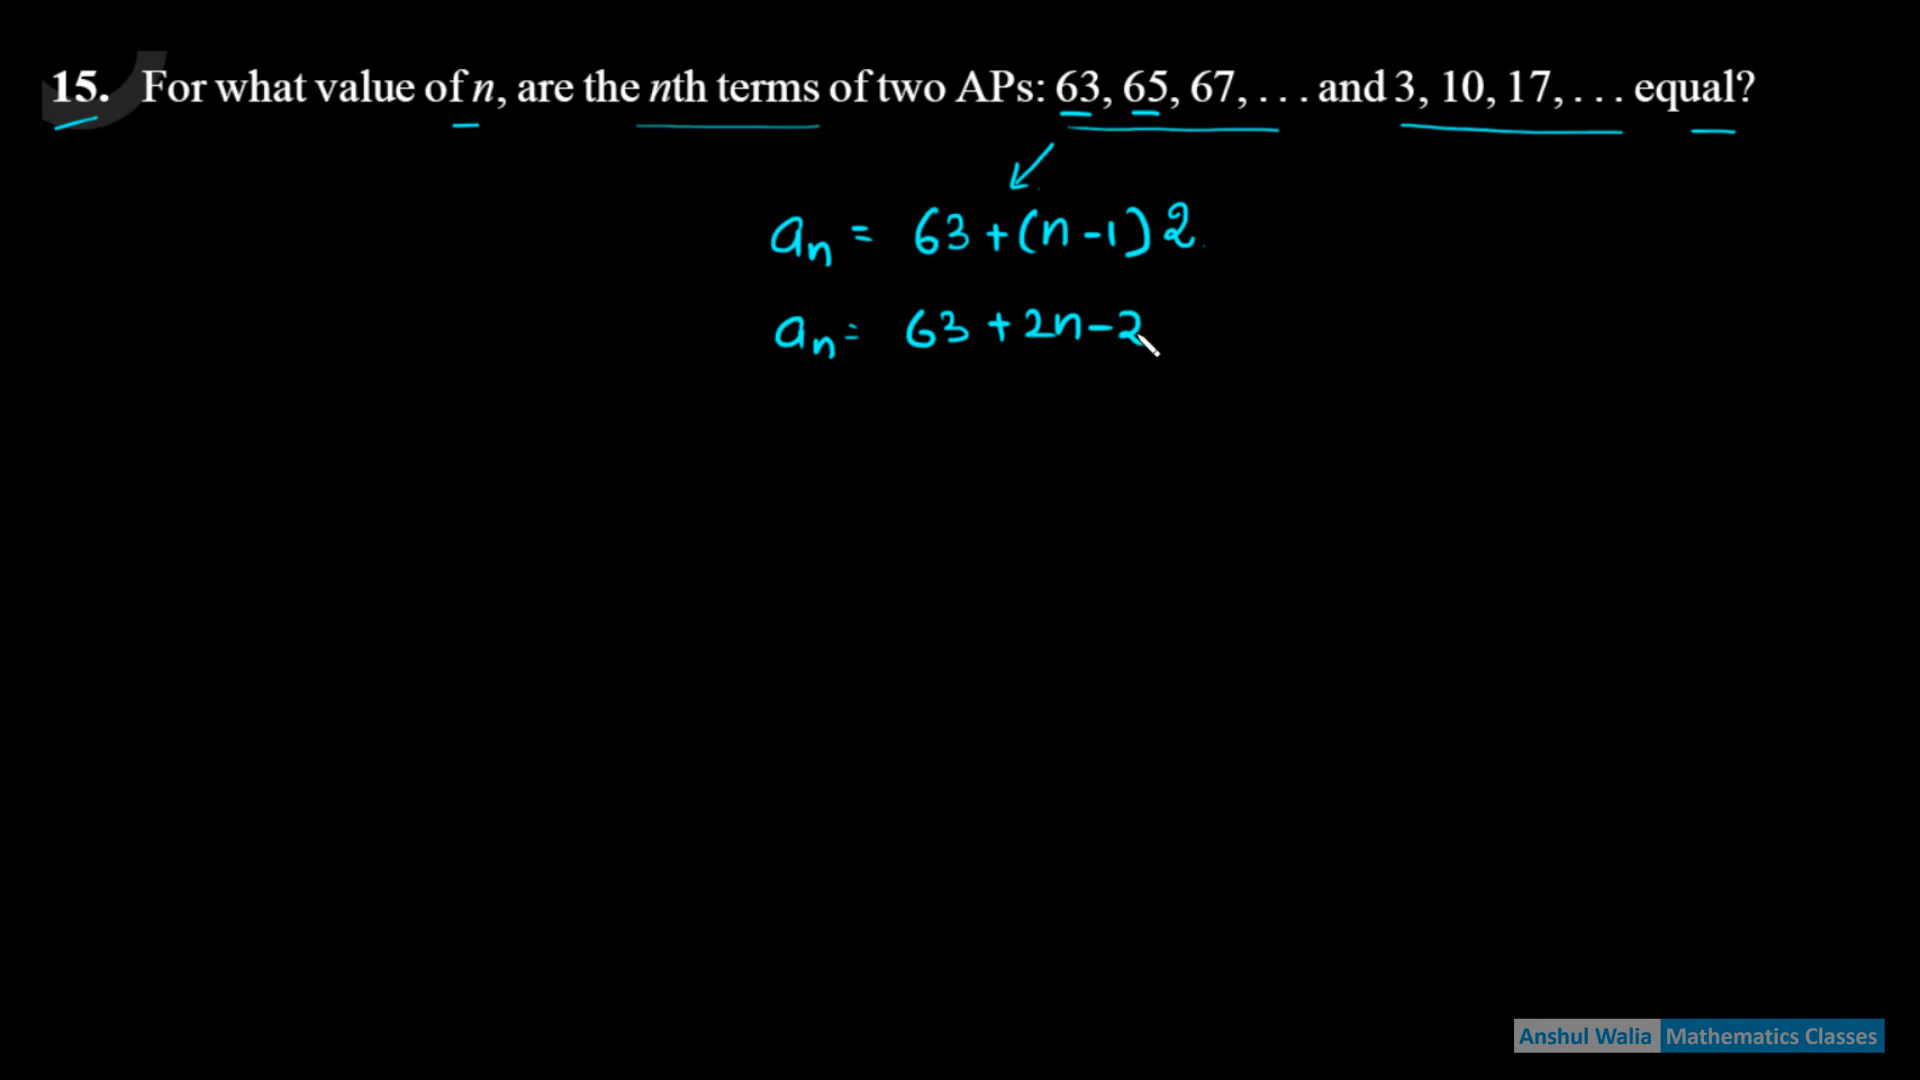 15. For what value of n, are the nth terms of two APs: 63, 65, 67, . . . and 3, 10, 17, . . . equal?
an = 63 + (n - 1) 2
an = 63 + 2n - 2
Anshul Walia Mathematics Classes